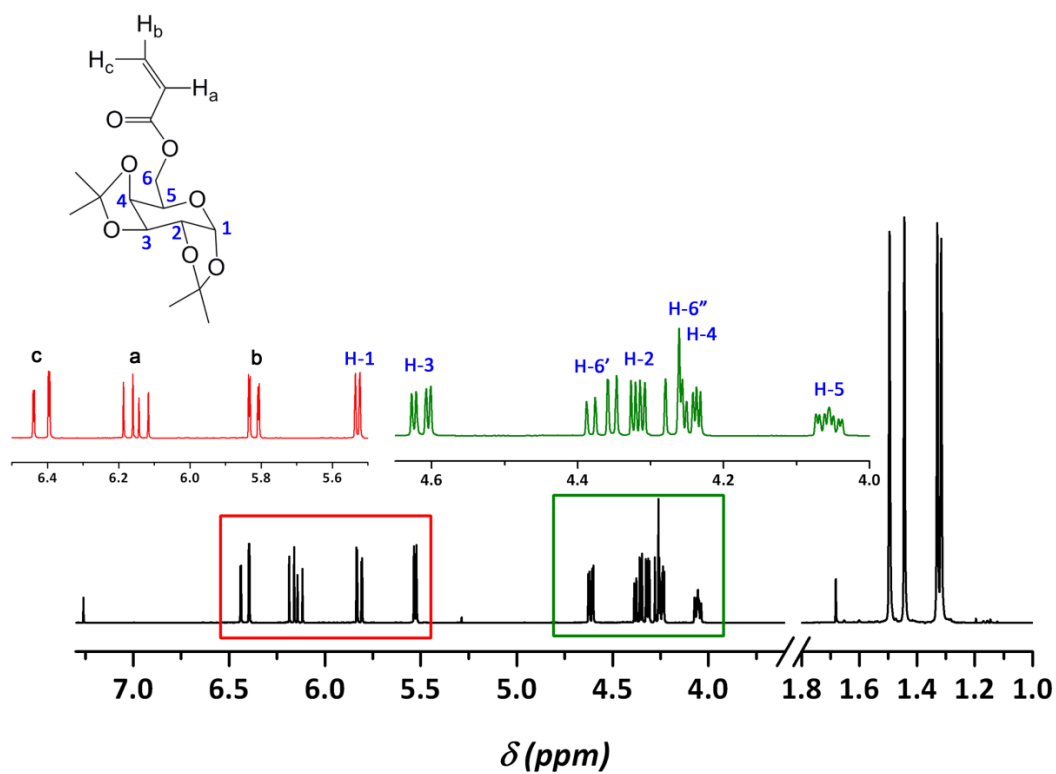 H_b
H_c
H_a
O
O
O
6
5
O
4
1
2
O
3
O
O
c
a
b
H-1
H-3
H-6'
H-2
H-6”
H-4
H-5
6.4
6.2
6.0
5.8
5.6
4.6
4.4
4.2
4.0
7.0
6.5
6.0
5.5
5.0
4.5
4.0
1.8
1.6
1.4
1.2
1.0
δ (ppm)